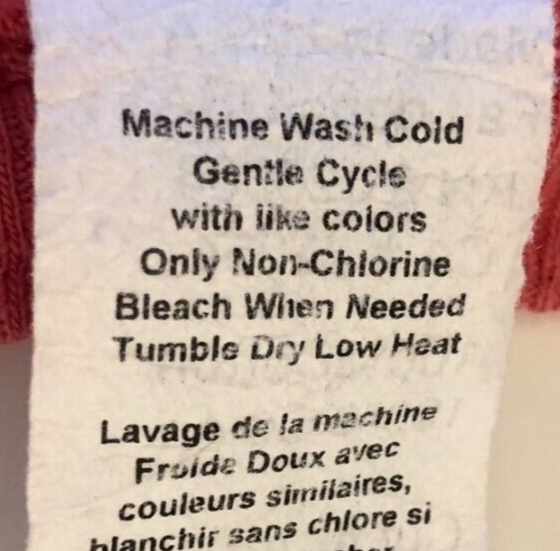 Machine Wash Cold
Gentle Cycle
with like colors
Only Non-Chlorine
Bleach When Needed
Tumble Dry Low Heat
Lavage de la machine
Froide Doux avec
couleurs similaires,
blanchir sans chlore si